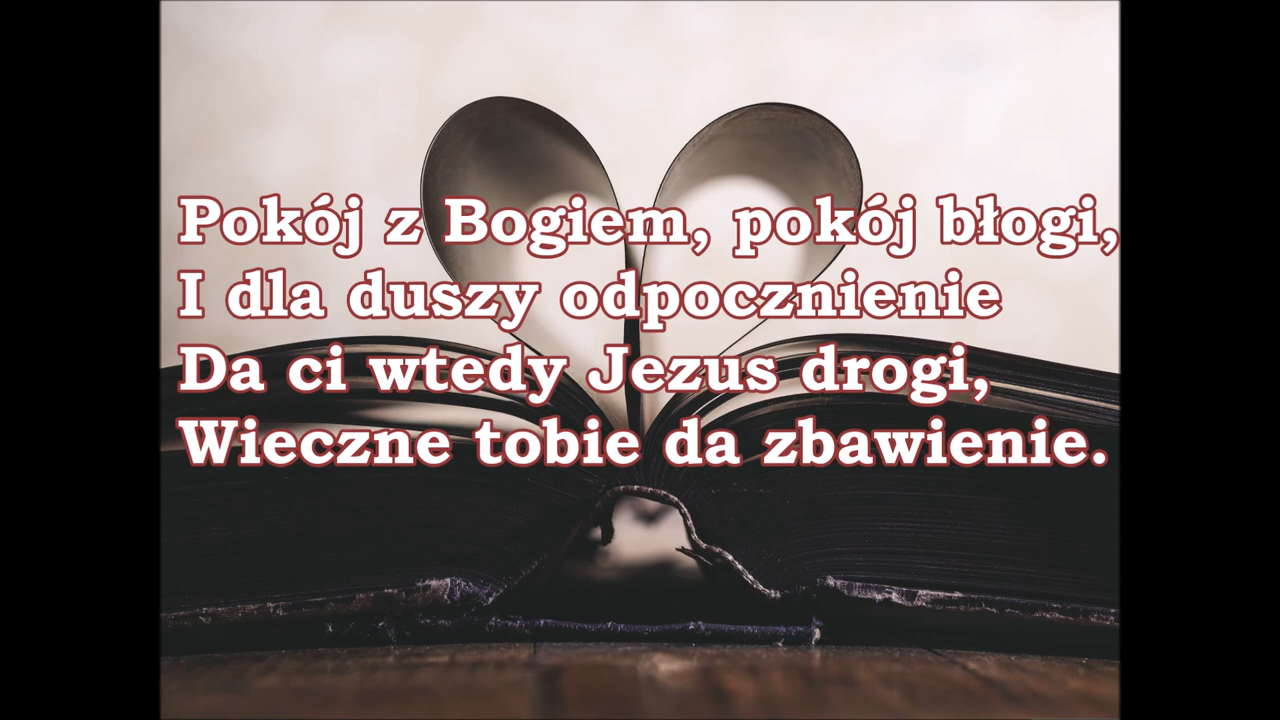 Pokój z Bogiem, pokój błogi,
I dla duszy odpocznienie
Da ci wtedy Jezus drogi,
Wieczne tobie da zbawienie.